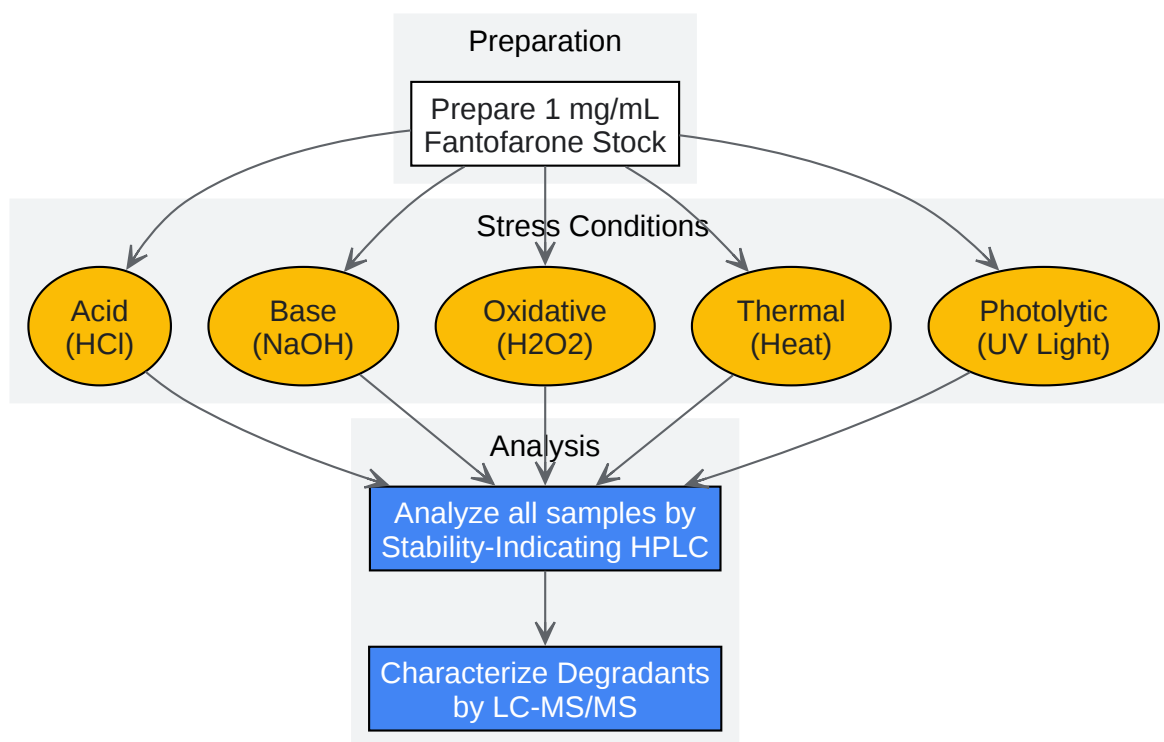 Preparation
Prepare 1 mg/mL
Fantofarone Stock
Stress Conditions
Acid
(HCl)
Base
(NaOH)
Oxidative
(H2O2)
Thermal
(Heat)
Photolytic
(UV Light)
Analysis
Analyze all samples by
Stability-Indicating HPLC
Characterize Degradants
by LC-MS/MS